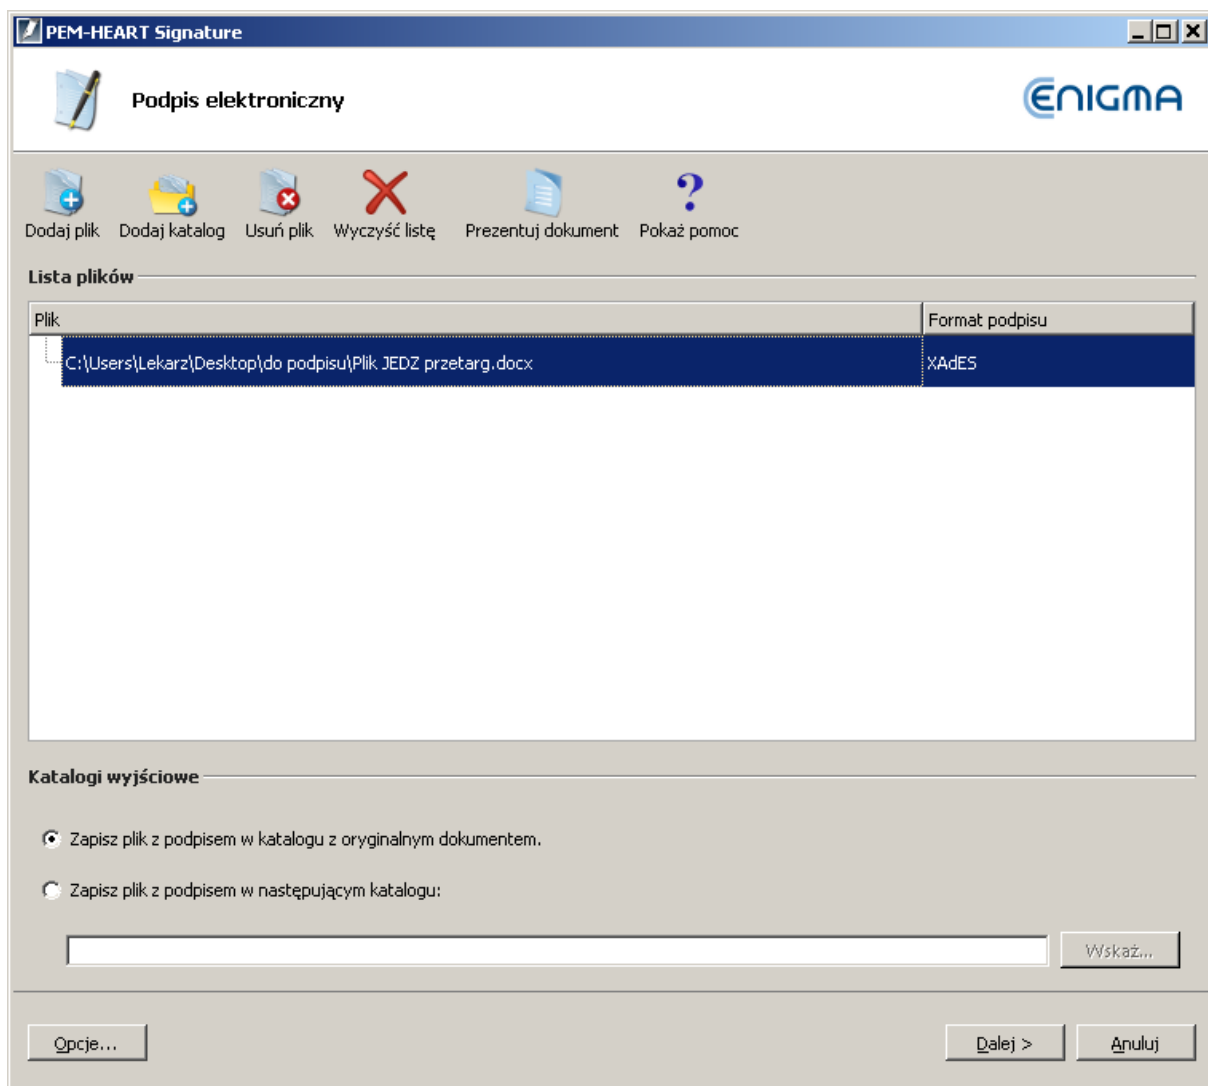 PEM-HEART Signature
Podpis elektroniczny
ENIGMA
Dodaj plik Dodaj katalog Usuń plik Wyczyść listę Prezentuj dokument Pokaż pomoc
Lista plików
Plik Format podpisu
C:\Users\Lekarz\Desktop\do podpisu\Plik JEDZ przetarg.docx XAdES
Katalogi wyjściowe
Zapisz plik z podpisem w katalogu z oryginalnym dokumentem.
Zapisz plik z podpisem w następującym katalogu:
Wskaż...
Opcje... Dalej > Anuluj